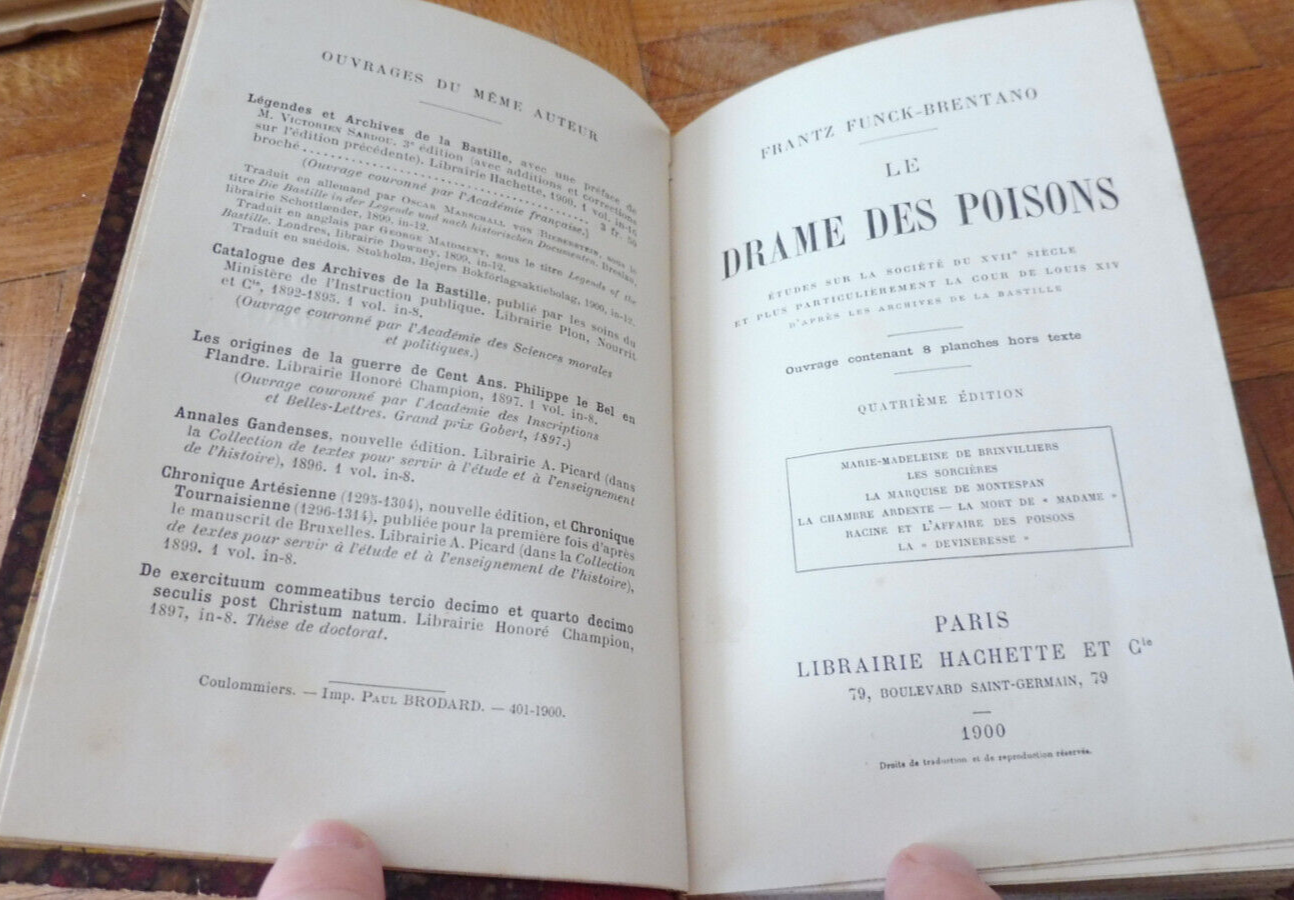 OUVRAGES DU MÊME AUTEUR
Légendes et Archives de la Bastille, avec une préface de
M. VICTORIEN SARDOU. 3e édition (avec additions et corrections
sur l'édition précédente). Librairie Hachette, 1900. 1 vol. in-16,
broché . . . . . . . . . . . . . . . . . . . . . . . . . . . . . . 3 fr. 50
(Ouvrage couronné par l'Académie française.)
Traduit en allemand par OSCAR MARSCHALL VON BIEBERSTEIN, sous le
titre Die Bastille in der Legende und nach historischen Documenten. Breslau,
librairie Schottlænder, 1899, in-12.
Traduit en anglais par GEORGE MAIDMENT, sous le titre Legends of the
Bastille. Londres, librairie Downey, 1899, in-12.
Traduit en suédois. Stokholm, Bejers Bokföringsaktiebolag, 1900, in-12.
Catalogue des Archives de la Bastille, publié par les soins du
Ministère de l'Instruction publique. Librairie Plon, Nourrit
et Cie, 1892-1895. 1 vol. in-8.
(Ouvrage couronné par l'Académie des Sciences morales
et politiques.)
Les origines de la guerre de Cent Ans. Philippe le Bel en
Flandre. Librairie Honoré Champion, 1897. 1 vol. in-8.
(Ouvrage couronné par l'Académie des Inscriptions
et Belles-Lettres. Grand prix Gobert, 1897.)
Annales Gandenses, nouvelle édition. Librairie A. Picard (dans
la Collection de textes pour servir à l'étude et à l'enseignement
de l'histoire), 1896. 1 vol. in-8.
Chronique Artésienne (1295-1304), nouvelle édition, et Chronique
Tournaisienne (1296-1314), publiée pour la première fois d'après
le manuscrit de Bruxelles. Librairie A. Picard (dans la Collection
de textes pour servir à l'étude et à l'enseignement de l'histoire),
1899. 1 vol. in-8.
De exercituum commeatibus tercio decimo et quarto decimo
seculis post Christum natum. Librairie Honoré Champion,
1897, in-8. Thèse de doctorat.
Coulommiers. — Imp. PAUL BRODARD. — 401-1900.
FRANTZ FUNCK-BRENTANO
LE
DRAME DES POISONS
ÉTUDES SUR LA SOCIÉTÉ DU XVIIe SIÈCLE
ET PLUS PARTICULIÈREMENT LA COUR DE LOUIS XIV
D'APRÈS LES ARCHIVES DE LA BASTILLE
Ouvrage contenant 8 planches hors texte
QUATRIÈME ÉDITION
MARIE-MADELEINE DE BRINVILLIERS
LES SORCIÈRES
LA MARQUISE DE MONTESPAN
LA CHAMBRE ARDENTE — LA MORT DE « MADAME »
RACINE ET L'AFFAIRE DES POISONS
LA « DEVINERESSE »
PARIS
LIBRAIRIE HACHETTE ET Cie
79, BOULEVARD SAINT-GERMAIN, 79
1900
Droits de traduction et de reproduction réservés.